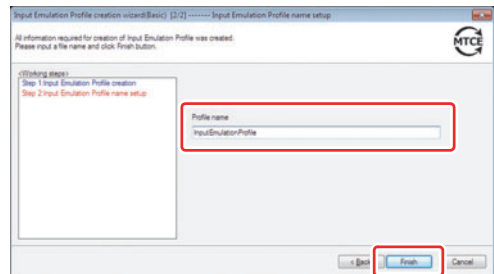 Input Emulation Profile creation wizard(Basic) [2/2] ------- Input Emulation Profile name setup
All information required for creation of Input Emulation Profile was created.
Please input a file name and click Finish button.
MTCE
<Working steps>
Step 1:Input Emulation Profile creation
Step 2:Input Emulation Profile name setup
Profile name
InputEmulationProfile
< Back
Finish
Cancel